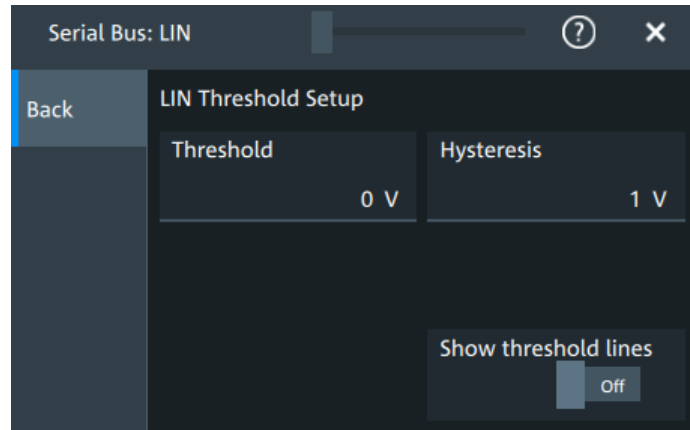 Serial Bus: LIN
?
×
Back
LIN Threshold Setup
Threshold
0 V
Hysteresis
1 V
Show threshold lines
Off